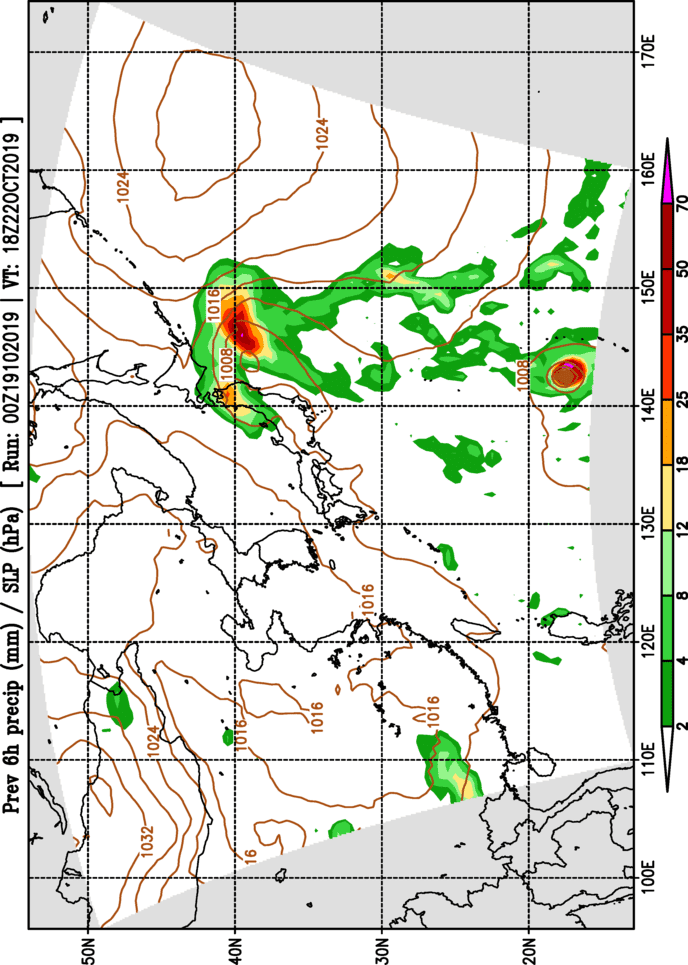 Prev 6h precip (mm) / SLP (hPa) [ Run: 00Z19102019 | VT: 18Z22OCT2019 ]
50N
40N
30N
20N
100E
110E
120E
130E
140E
150E
160E
170E
1024
1024
1016
1008
1008
1016
1016
1016
1016
1024
1032
16
2
4
8
12
18
25
35
50
70